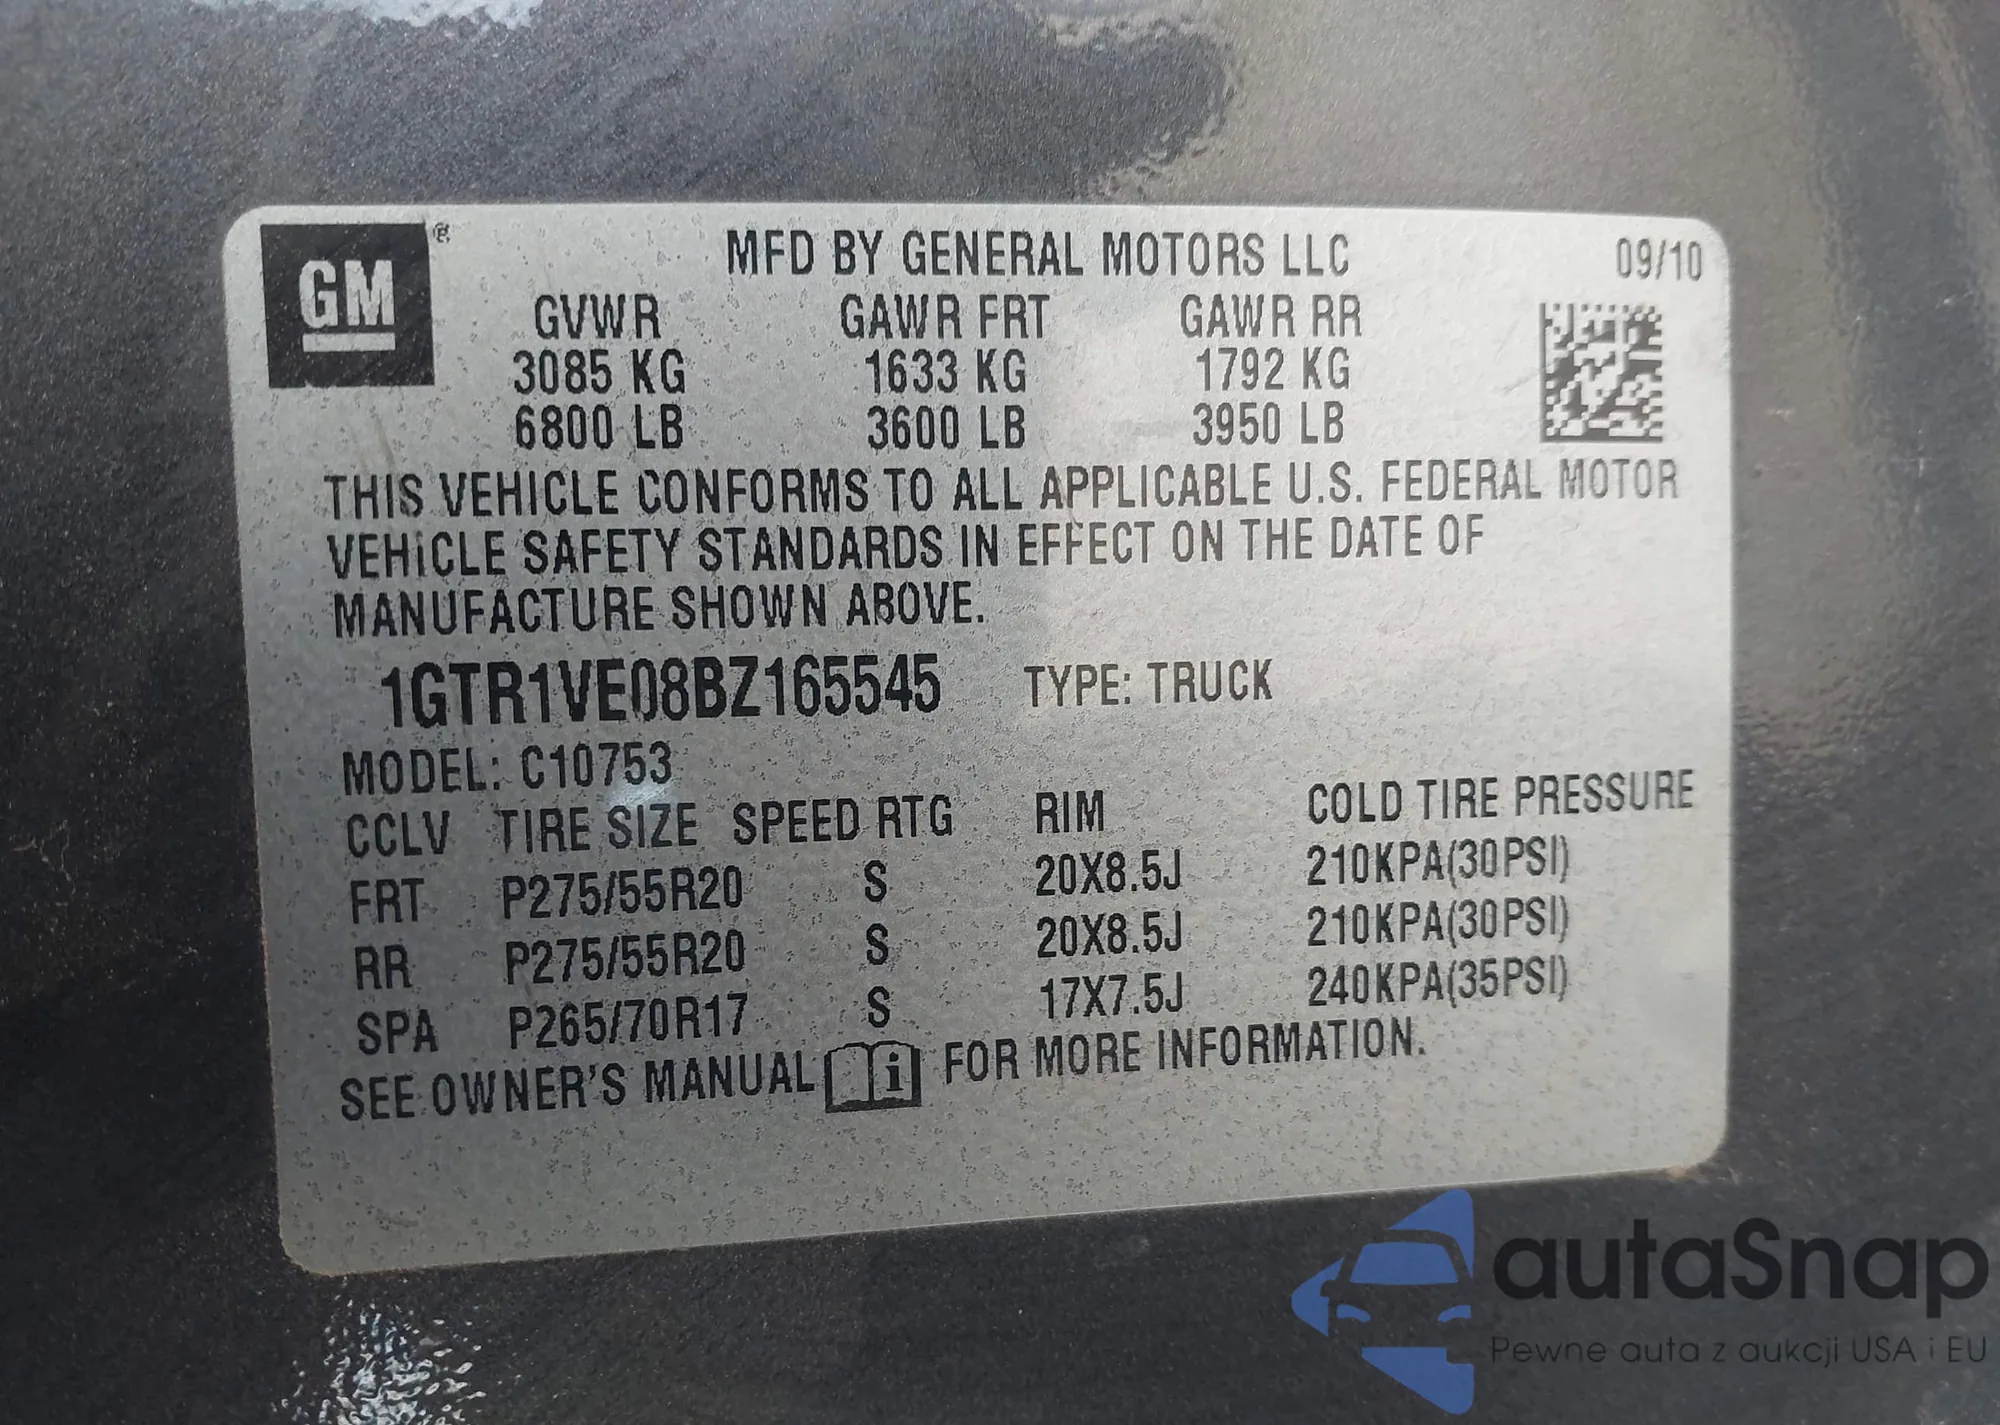 GM ®
MFD BY GENERAL MOTORS LLC 09/10
GVWR GAWR FRT GAWR RR
3085 KG 1633 KG 1792 KG
6800 LB 3600 LB 3950 LB
THIS VEHICLE CONFORMS TO ALL APPLICABLE U.S. FEDERAL MOTOR
VEHICLE SAFETY STANDARDS IN EFFECT ON THE DATE OF
MANUFACTURE SHOWN ABOVE.
1GTR1VE08BZ165545 TYPE: TRUCK
MODEL: C10753
CCLV TIRE SIZE SPEED RTG RIM COLD TIRE PRESSURE
FRT P275/55R20 S 20X8.5J 210KPA(30PSI)
RR P275/55R20 S 20X8.5J 210KPA(30PSI)
SPA P265/70R17 S 17X7.5J 240KPA(35PSI)
SEE OWNER'S MANUAL i FOR MORE INFORMATION.
autaSnap
Pewne auta z aukcji USA i EU